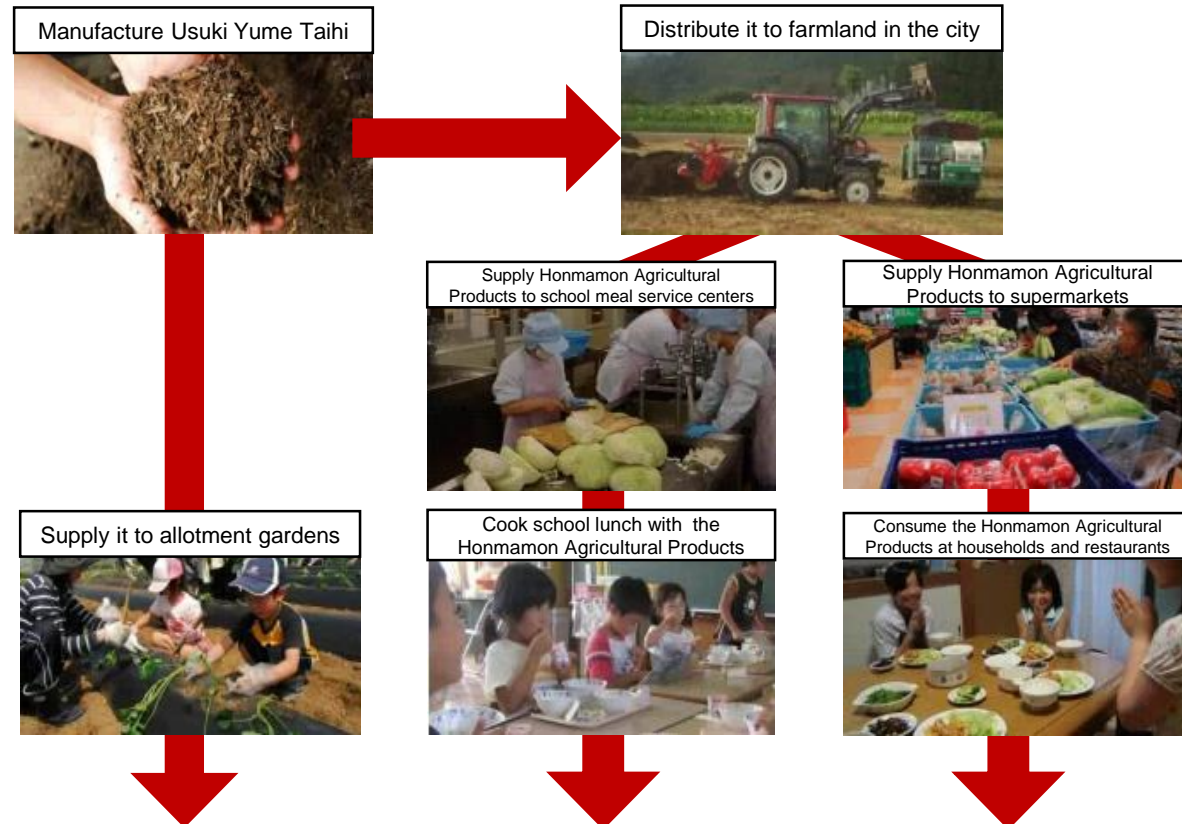 Manufacture Usuki Yume Taihi
Distribute it to farmland in the city
Supply Honmamon Agricultural
Products to school meal service centers
Supply Honmamon Agricultural
Products to supermarkets
Supply it to allotment gardens
Cook school lunch with the
Honmamon Agricultural Products
Consume the Honmamon Agricultural
Products at households and restaurants